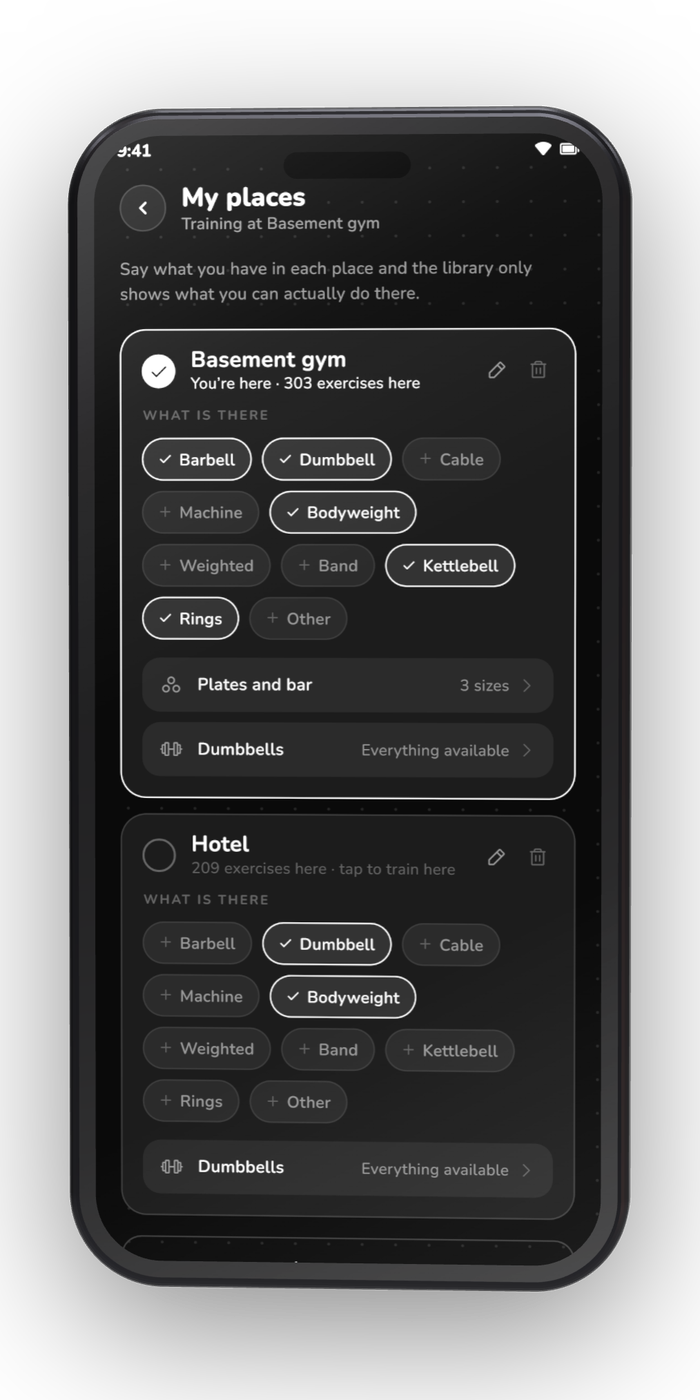 9:41
My places
Training at Basement gym
Say what you have in each place and the library only
shows what you can actually do there.
Basement gym
You're here · 303 exercises here
WHAT IS THERE
Barbell Dumbbell + Cable
+ Machine Bodyweight
+ Weighted + Band Kettlebell
Rings + Other
Plates and bar 3 sizes
Dumbbells Everything available
Hotel
209 exercises here · tap to train here
WHAT IS THERE
+ Barbell Dumbbell + Cable
+ Machine Bodyweight
+ Weighted + Band + Kettlebell
+ Rings + Other
Dumbbells Everything available